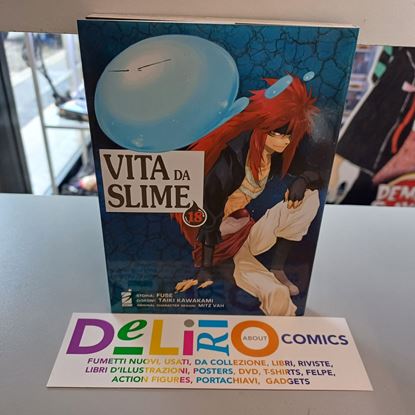 VITA DA
SLIME
18
STORIA: FUSE
DISEGNI: TAIKI KAWAKAMI
ORIGINAL CHARACTER DESIGN: MITZ VAH
DELIRIO
ABOUT
COMICS
FUMETTI NUOVI, USATI, DA COLLEZIONE, LIBRI, RIVISTE,
LIBRI D'ILLUSTRAZIONI, POSTERS, DVD, T-SHIRTS, FELPE,
ACTION FIGURES, PORTACHIAVI, GADGETS